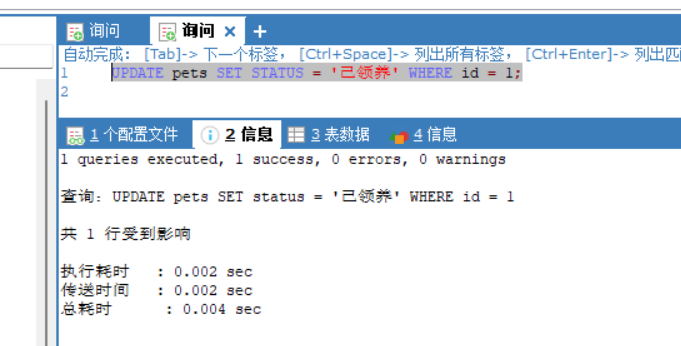 询问 询问 × +
自动完成: [Tab]-> 下一个标签, [Ctrl+Space]-> 列出所有标签, [Ctrl+Enter]-> 列出匹
1 UPDATE pets SET STATUS = '已领养' WHERE id = 1;
2
1 个配置文件 2 信息 3 表数据 4 信息
1 queries executed, 1 success, 0 errors, 0 warnings
查询: UPDATE pets SET status = '已领养' WHERE id = 1
共 1 行受到影响
执行耗时 : 0.002 sec
传送时间 : 0.002 sec
总耗时 : 0.004 sec